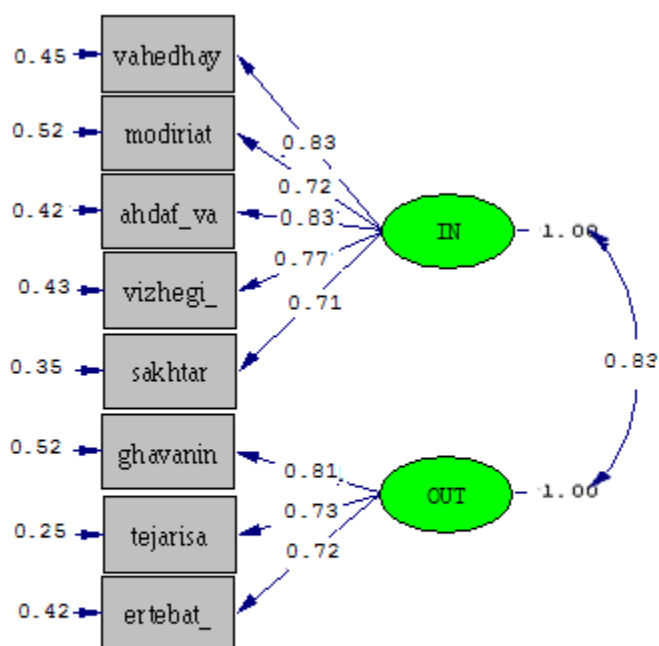 0.45 vahedhay
0.83
0.52 modiriat
0.72
0.42 ahdaf_va
0.83
IN 1.00
0.43 vizhegi_
0.77
0.71
0.35 sakhtar
0.83
0.52 ghavanin
0.81
OUT 1.00
0.25 tejarisa
0.73
0.72
0.42 ertebat_